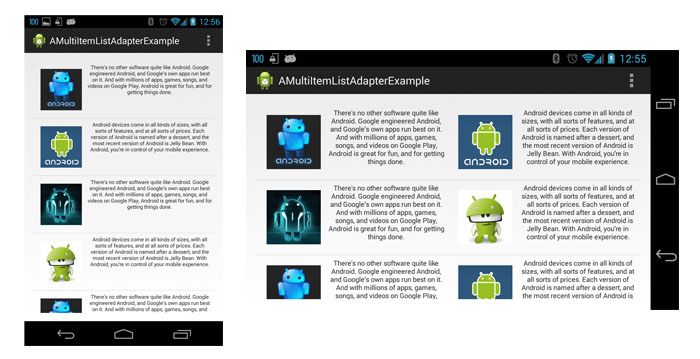 100 12:56
AMultiItemListAdapterExample
There's no other software quite like Android. Google
engineered Android, and Google's own apps run best
on it. And with millions of apps, games, songs, and
videos on Google Play, Android is great for fun, and for
getting things done.
ANDROID
Android devices come in all kinds of sizes, with all
sorts of features, and at all sorts of prices. Each
version of Android is named after a dessert, and the
most recent version of Android is Jelly Bean. With
Android, you're in control of your mobile experience.
ANDROID
There's no other software quite like Android. Google
engineered Android, and Google's own apps run best
on it. And with millions of apps, games, songs, and
videos on Google Play, Android is great for fun, and for
getting things done.
Android devices come in all kinds of sizes, with all
sorts of features, and at all sorts of prices. Each
version of Android is named after a dessert, and the
most recent version of Android is Jelly Bean. With
Android, you're in control of your mobile experience.
There's no other software quite like Android. Google
engineered Android, and Google's own apps run best
on it. And with millions of apps, games, songs, and
100 12:55
AMultiItemListAdapterExample
There's no other software quite like
Android. Google engineered Android,
and Google's own apps run best on it.
And with millions of apps, games,
songs, and videos on Google Play,
Android is great for fun, and for getting
things done.
ANDROID
Android devices come in all kinds of
sizes, with all sorts of features, and at
all sorts of prices. Each version of
Android is named after a dessert, and
the most recent version of Android is
Jelly Bean. With Android, you're in
control of your mobile experience.
ANDROID
There's no other software quite like
Android. Google engineered Android,
and Google's own apps run best on it.
And with millions of apps, games,
songs, and videos on Google Play,
Android is great for fun, and for getting
things done.
Android devices come in all kinds of
sizes, with all sorts of features, and at
all sorts of prices. Each version of
Android is named after a dessert, and
the most recent version of Android is
Jelly Bean. With Android, you're in
control of your mobile experience.
There's no other software quite like
Android. Google engineered Android,
and Google's own apps run best on it.
And with millions of apps, games,
songs, and videos on Google Play,
Android devices come in all kinds of
sizes, with all sorts of features, and at
all sorts of prices. Each version of
Android is named after a dessert, and
the most recent version of Android is